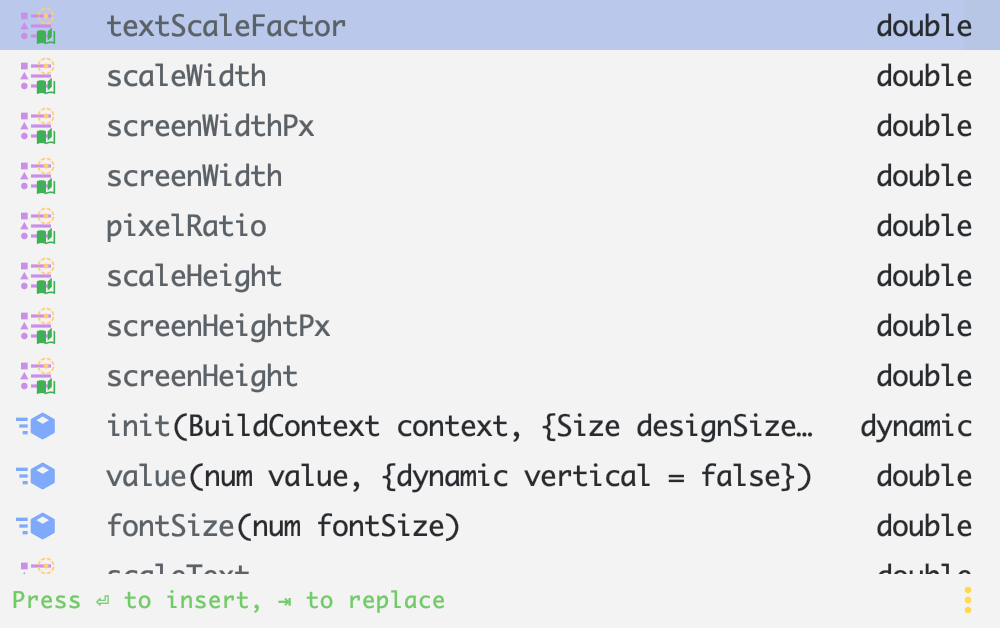 textScaleFactor double
scaleWidth double
screenWidthPx double
screenWidth double
pixelRatio double
scaleHeight double
screenHeightPx double
screenHeight double
init(BuildContext context, {Size designSize… dynamic
value(num value, {dynamic vertical = false}) double
fontSize(num fontSize) double
scaleText double
Press ⏎ to insert, ⇥ to replace